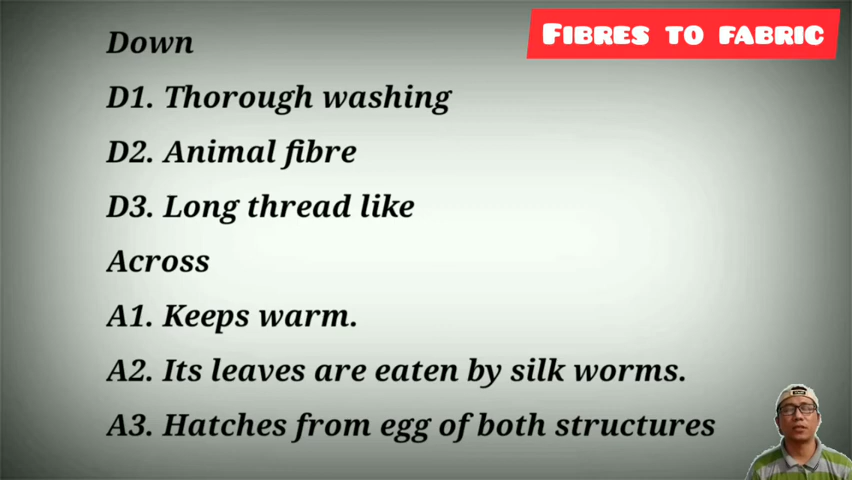 FIBRES TO FABRIC
Down
D1. Thorough washing
D2. Animal fibre
D3. Long thread like
Across
A1. Keeps warm.
A2. Its leaves are eaten by silk worms.
A3. Hatches from egg of both structures